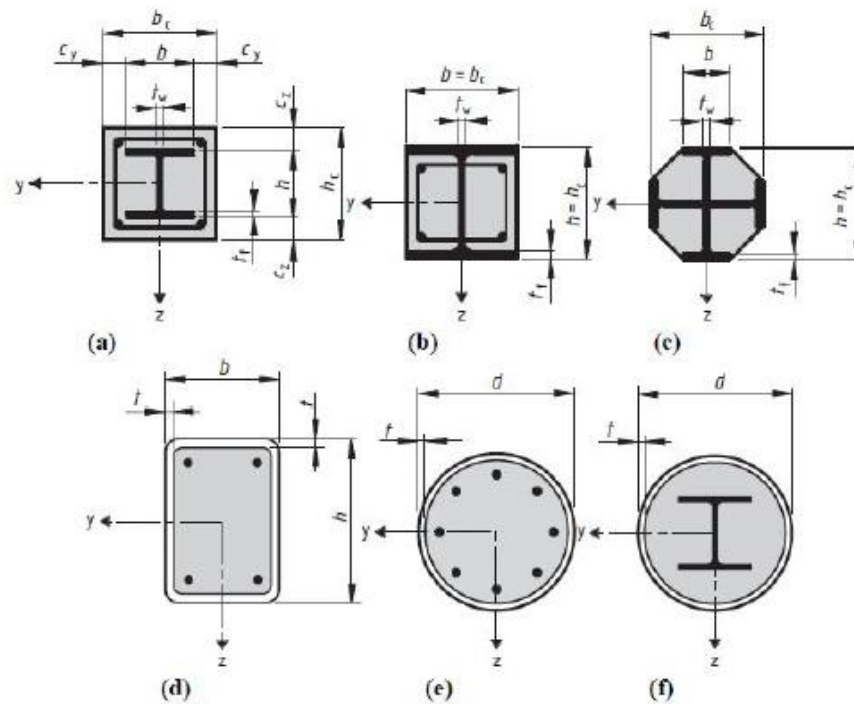 b_c
c_y b c_y
t_w
c_z
y
h
h_c
t_f
c_z
z
(a)
b = b_c
t_w
y
h = h_c
t_f
z
(b)
b_c
b
t_w
y
h = h_c
t_f
z
(c)
b
t
t
y
h
z
(d)
d
t
y
z
(e)
d
t
y
z
(f)